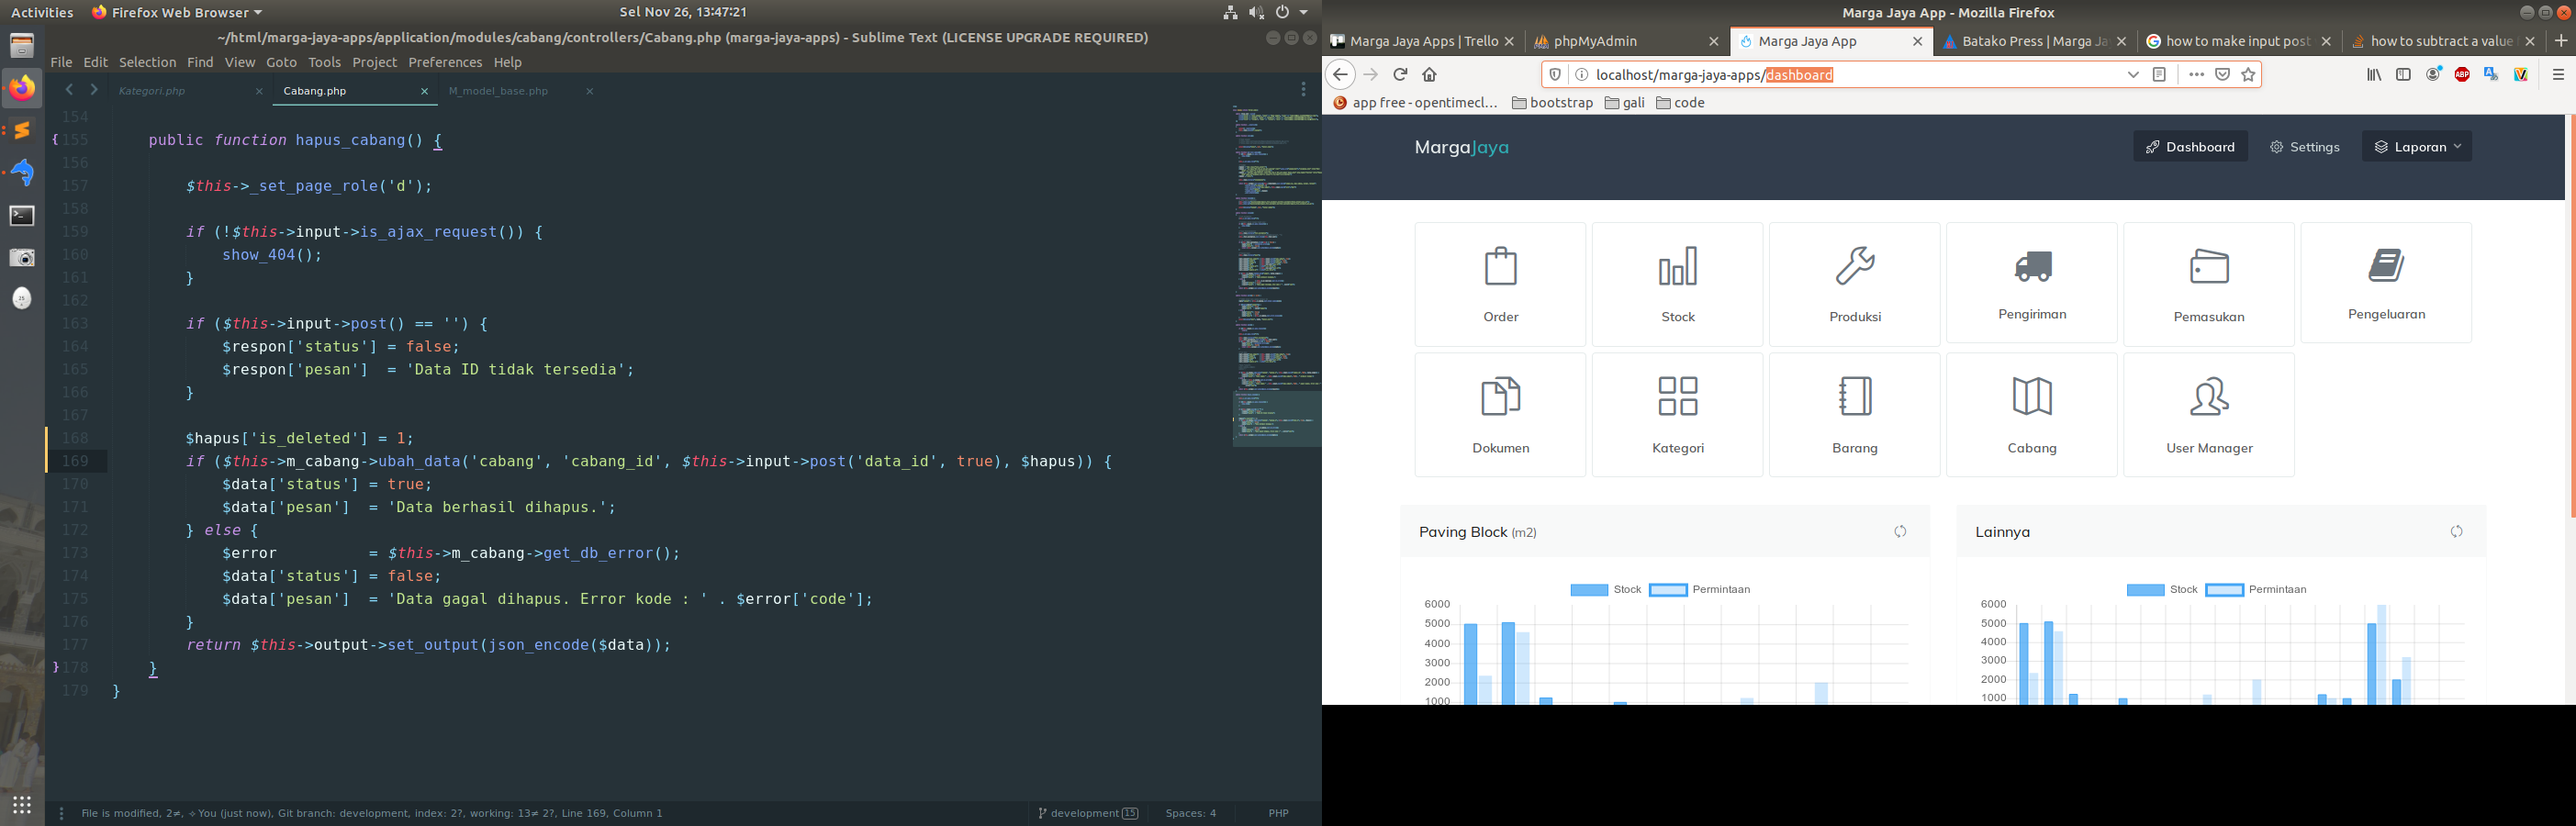 Activities Firefox Web Browser Sel Nov 26, 13:47:21
~/html/marga-jaya-apps/application/modules/cabang/controllers/Cabang.php (marga-jaya-apps) - Sublime Text (LICENSE UPGRADE REQUIRED)
File Edit Selection Find View Goto Tools Project Preferences Help
Kategori.php Cabang.php M_model_base.php
154
155 public function hapus_cabang() {
156
157 $this->_set_page_role('d');
158
159 if (!$this->input->is_ajax_request()) {
160 show_404();
161 }
162
163 if ($this->input->post() == '') {
164 $respon['status'] = false;
165 $respon['pesan']  = 'Data ID tidak tersedia';
166 }
167
168 $hapus['is_deleted'] = 1;
169 if ($this->m_cabang->ubah_data('cabang', 'cabang_id', $this->input->post('data_id', true), $hapus)) {
170 $data['status'] = true;
171 $data['pesan']  = 'Data berhasil dihapus.';
172 } else {
173 $error          = $this->m_cabang->get_db_error();
174 $data['status'] = false;
175 $data['pesan']  = 'Data gagal dihapus. Error kode : ' . $error['code'];
176 }
177 return $this->output->set_output(json_encode($data));
178 }
179 }
File is modified, 2≠, You (just now), Git branch: development, index: 2?, working: 13≠ 2?, Line 169, Column 1 development 15 Spaces: 4 PHP
Marga Jaya App - Mozilla Firefox
Marga Jaya Apps | Trello phpMyAdmin Marga Jaya App Batako Press | Marga Ja how to make input post how to subtract a value
localhost/marga-jaya-apps/dashboard
ABP
app free - opentimecl... bootstrap gali code
MargaJaya Dashboard Settings Laporan
Order Stock Produksi Pengiriman Pemasukan Pengeluaran
Dokumen Kategori Barang Cabang User Manager
Paving Block (m2)
Stock Permintaan
6000
5000
4000
3000
2000
1000
Lainnya
Stock Permintaan
6000
5000
4000
3000
2000
1000